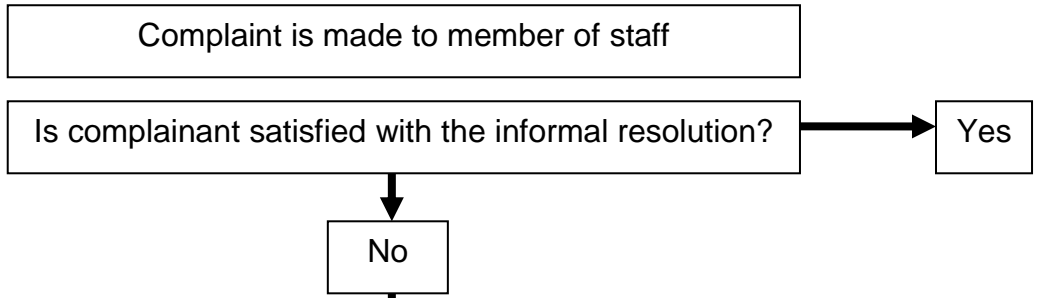 Complaint is made to member of staff
Is complainant satisfied with the informal resolution?
Yes
No